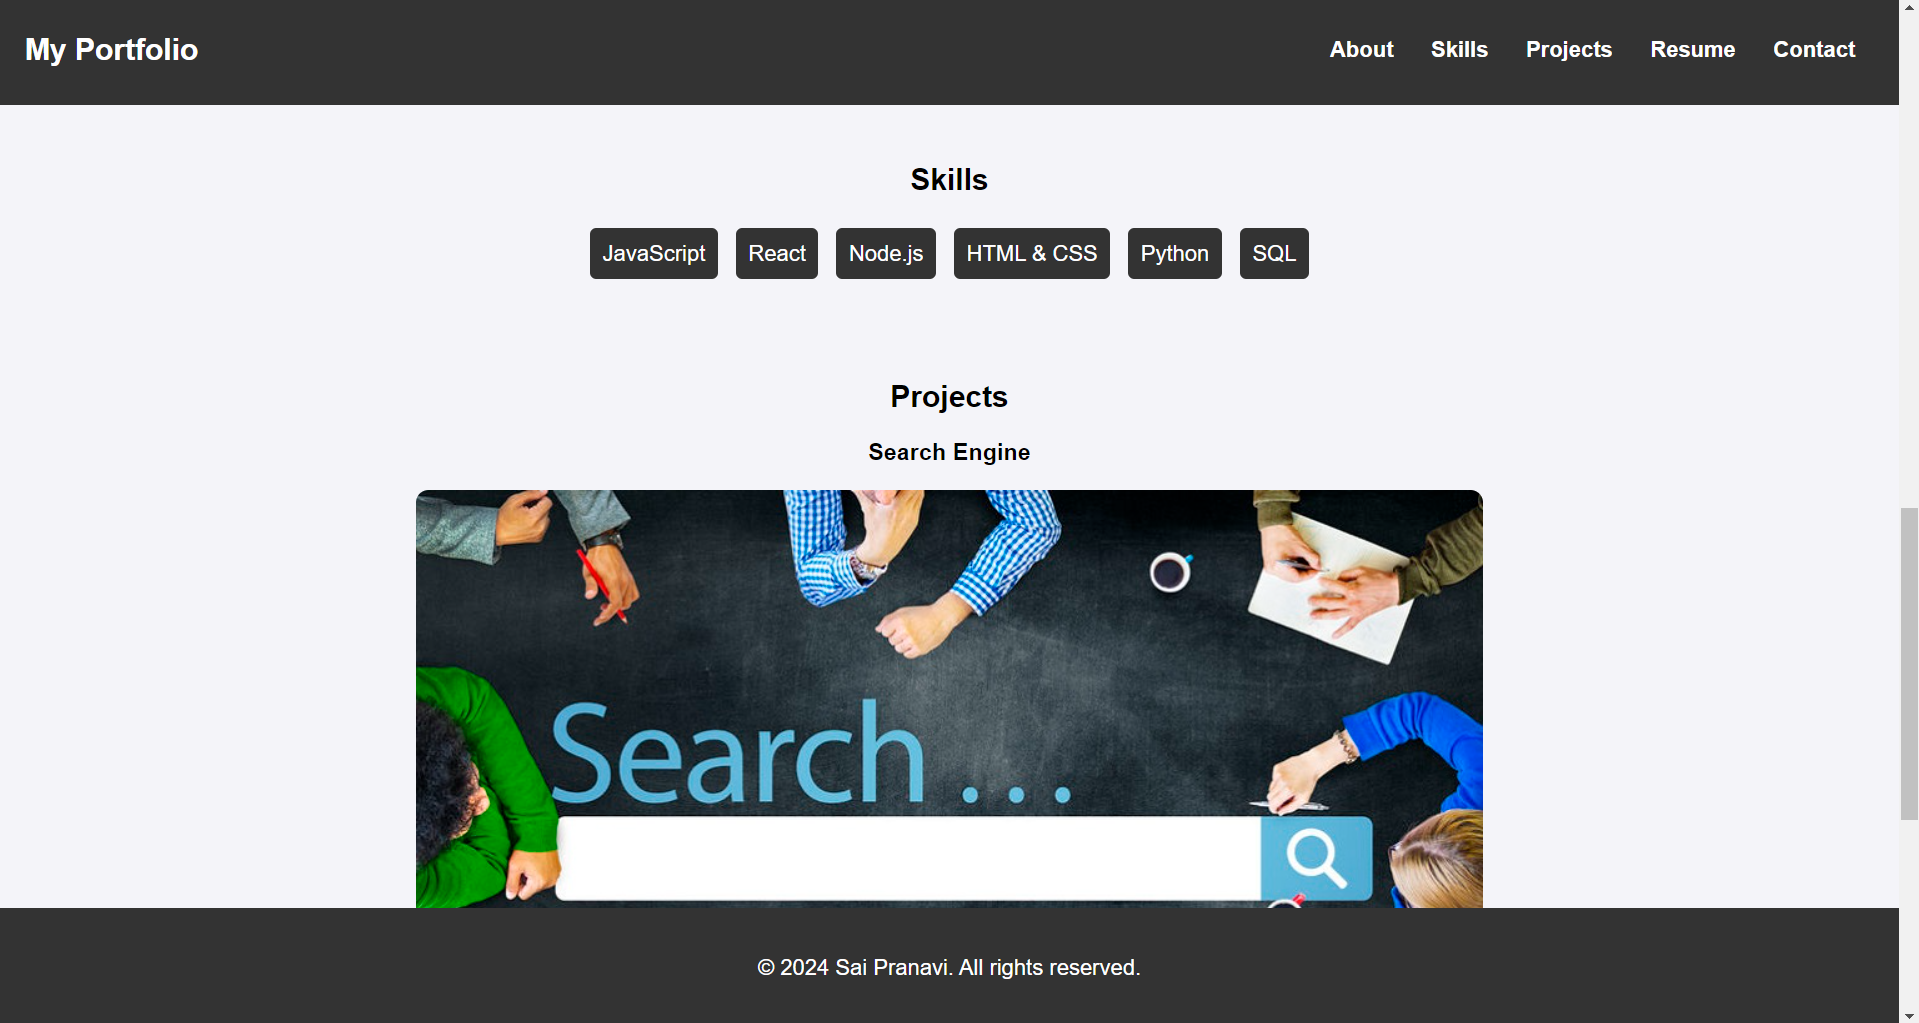 My Portfolio
About Skills Projects Resume Contact
Skills
JavaScript React Node.js HTML & CSS Python SQL
Projects
Search Engine
Search ...
© 2024 Sai Pranavi. All rights reserved.